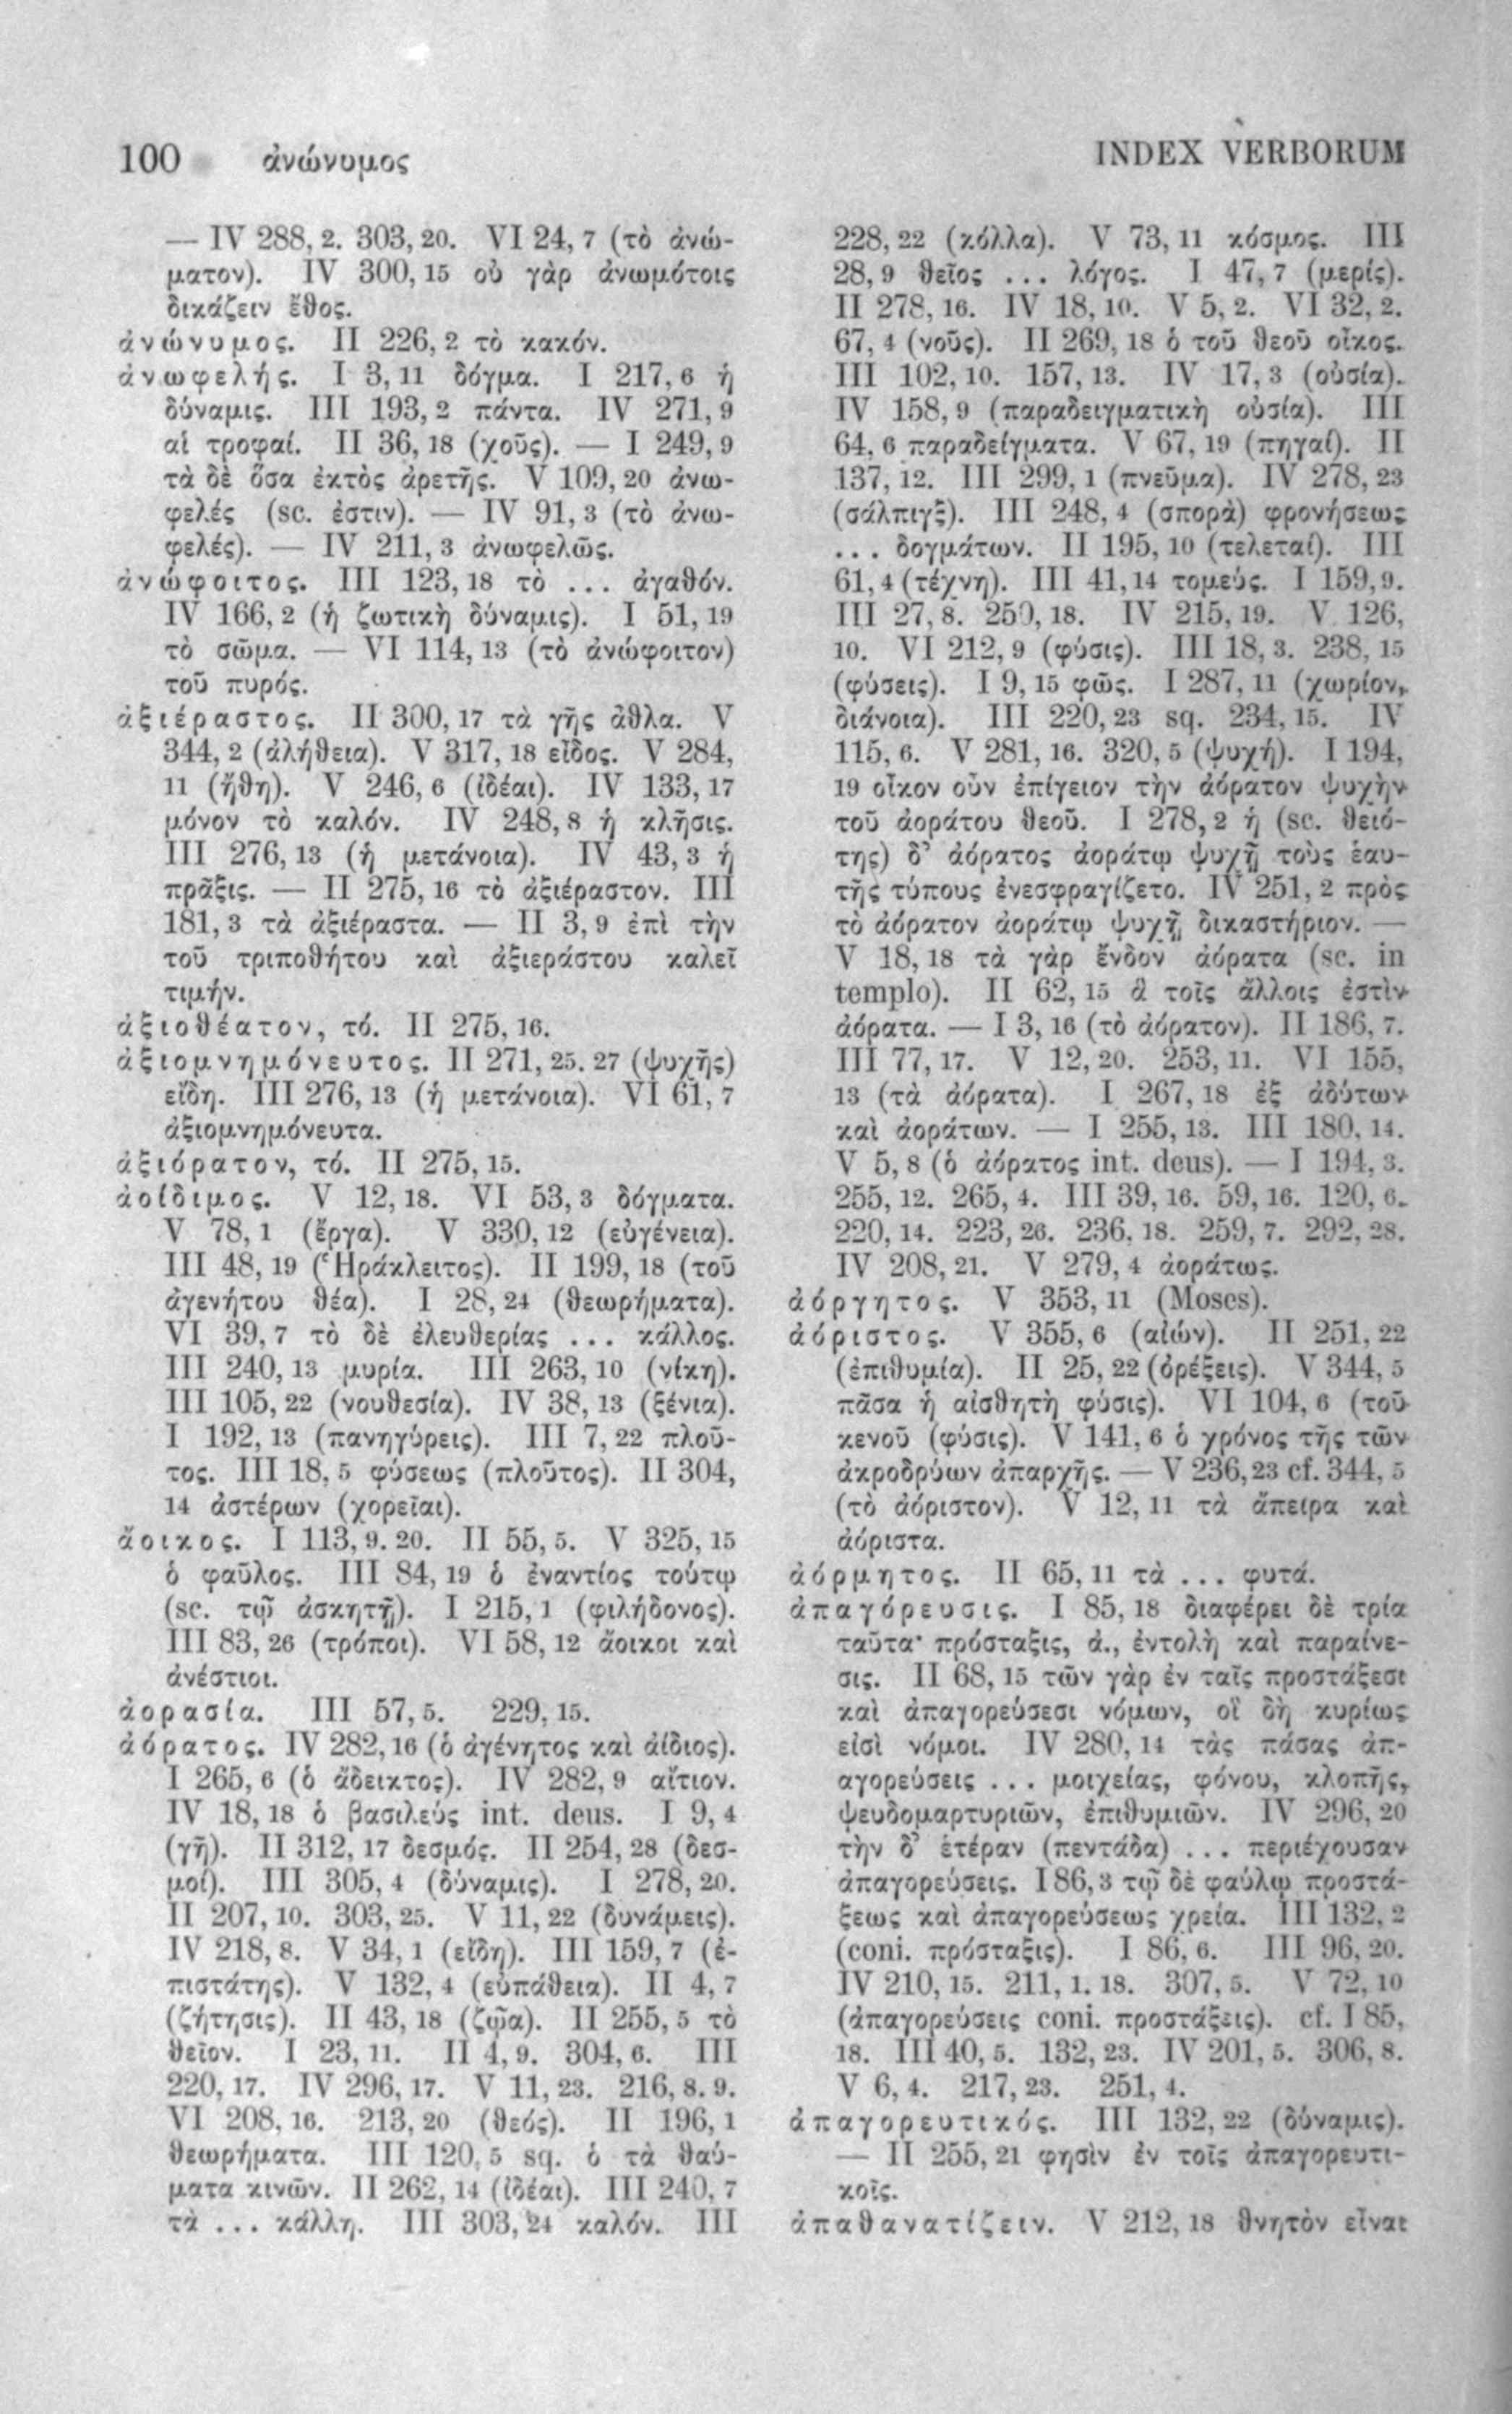 100 ἀνώνυμος
INDEX VERBORUM
— IV 288, 2. 303, 20. VI 24, 7 (τὸ ἀνώ-
ματον). IV 300, 15 οὐ γὰρ ἀνωμότοις
δικάζειν ἔθος.
ἀνώνυμος. II 226, 2 τὸ κακόν.
ἀνωφελής. I 3, 11 δόγμα. I 217, 6 ἡ
δύναμις. III 193, 2 πάντα. IV 271, 9
αἱ τροφαί. II 36, 18 (χοῦς). — I 249, 9
τὰ δὲ ὅσα ἐκτὸς ἀρετῆς. V 109, 20 ἀνω-
φελές (sc. ἐστιν). — IV 91, 3 (τὸ ἀνω-
φελές). — IV 211, 3 ἀνωφελῶς.
ἀνώφοιτος. III 123, 18 τὸ ... ἀγαθόν.
IV 166, 2 (ἡ ζωτικὴ δύναμις). I 51, 19
τὸ σῶμα. — VI 114, 13 (τὸ ἀνώφοιτον)
τοῦ πυρός.
ἀξιέραστος. II 300, 17 τὰ γῆς ἆθλα. V
344, 2 (ἀλήθεια). V 317, 18 εἶδος. V 284,
11 (ἤθη). V 246, 6 (ἰδέαι). IV 133, 17
μόνον τὸ καλόν. IV 248, 8 ἡ κλῆσις.
III 276, 13 (ἡ μετάνοια). IV 43, 3 ἡ
πρᾶξις. — II 275, 16 τὸ ἀξιέραστον. III
181, 3 τὰ ἀξιέραστα. — II 3, 9 ἐπὶ τὴν
τοῦ τριποθήτου καὶ ἀξιεράστου καλεῖ
τιμήν.
ἀξιοθέατον, τό. II 275, 16.
ἀξιομνημόνευτος. II 271, 25. 27 (ψυχῆς)
εἴδη. III 276, 13 (ἡ μετάνοια). VI 61, 7
ἀξιομνημόνευτα.
ἀξιόρατον, τό. II 275, 15.
ἀοίδιμος. V 12, 18. VI 53, 3 δόγματα.
V 78, 1 (ἔργα). V 330, 12 (εὐγένεια).
III 48, 19 (Ἡράκλειτος). II 199, 18 (τοῦ
ἀγενήτου θέα). I 28, 24 (θεωρήματα).
VI 39, 7 τὸ δὲ ἐλευθερίας ... κάλλος.
III 240, 13 μυρία. III 263, 10 (νίκη).
III 105, 22 (νουθεσία). IV 38, 13 (ξένια).
I 192, 13 (πανηγύρεις). III 7, 22 πλοῦ-
τος. III 18, 5 φύσεως (πλοῦτος). II 304,
14 ἀστέρων (χορεῖαι).
ἄοικος. I 113, 9. 20. II 55, 5. V 325, 15
ὁ φαῦλος. III 84, 19 ὁ ἐναντίος τούτῳ
(sc. τῷ ἀσκητῇ). I 215, 1 (φιλήδονος).
III 83, 26 (τρόποι). VI 58, 12 ἄοικοι καὶ
ἀνέστιοι.
ἀορασία. III 57, 5. 229, 15.
ἀόρατος. IV 282, 16 (ὁ ἀγένητος καὶ ἀίδιος).
I 265, 6 (ὁ ἄδεικτος). IV 282, 9 αἴτιον.
IV 18, 18 ὁ βασιλεύς int. deus. I 9, 4
(γῆ). II 312, 17 δεσμός. II 254, 28 (δεσ-
μοί). III 305, 4 (δύναμις). I 278, 20.
II 207, 10. 303, 25. V 11, 22 (δυνάμεις).
IV 218, 8. V 34, 1 (εἴδη). III 159, 7 (ἐ-
πιστάτης). V 132, 4 (εὐπάθεια). II 4, 7
(ζήτησις). II 43, 18 (ζῷα). II 255, 5 τὸ
θεῖον. I 23, 11. II 4, 9. 304, 6. III
220, 17. IV 296, 17. V 11, 23. 216, 8. 9.
VI 208, 16. 213, 20 (θεός). II 196, 1
θεωρήματα. III 120, 5 sq. ὁ τὰ θαύ-
ματα κινῶν. II 262, 14 (ἰδέαι). III 240, 7
τὰ ... κάλλη. III 303, 24 καλόν. III
228, 22 (κόλλα). V 73, 11 κόσμος. III
28, 9 θεῖος ... λόγος. I 47, 7 (μερίς).
II 278, 16. IV 18, 10. V 5, 2. VI 32, 2.
67, 4 (νοῦς). II 269, 18 ὁ τοῦ θεοῦ οἶκος.
III 102, 10. 157, 13. IV 17, 3 (οὐσία).
IV 158, 9 (παραδειγματικὴ οὐσία). III
64, 6 παραδείγματα. V 67, 19 (πηγαί). II
137, 12. III 299, 1 (πνεῦμα). IV 278, 23
(σάλπιγξ). III 248, 4 (σπορὰ) φρονήσεως
... δογμάτων. II 195, 10 (τελεταί). III
61, 4 (τέχνη). III 41, 14 τομεύς. I 159, 9.
III 27, 8. 250, 18. IV 215, 19. V 126,
10. VI 212, 9 (φύσις). III 18, 3. 238, 15
(φύσεις). I 9, 15 φῶς. I 287, 11 (χωρίον,
διάνοια). III 220, 23 sq. 234, 15. IV
115, 6. V 281, 16. 320, 5 (ψυχή). I 194,
19 οἶκον οὖν ἐπίγειον τὴν ἀόρατον ψυχὴν
τοῦ ἀοράτου θεοῦ. I 278, 2 ἡ (sc. θειό-
της) δ' ἀόρατος ἀοράτῳ ψυχῇ τοὺς ἑαυ-
τῆς τύπους ἐνεσφραγίζετο. IV 251, 2 πρὸς
τὸ ἀόρατον ἀοράτῳ ψυχῇ δικαστήριον. —
V 18, 18 τὰ γὰρ ἔνδον ἀόρατα (sc. in
templo). II 62, 15 ἃ τοῖς ἄλλοις ἐστὶν
ἀόρατα. — I 3, 16 (τὸ ἀόρατον). II 186, 7.
III 77, 17. V 12, 20. 253, 11. VI 155,
13 (τὰ ἀόρατα). I 267, 18 ἐξ ἀδύτων
καὶ ἀοράτων. — I 255, 13. III 180, 14.
V 5, 8 (ὁ ἀόρατος int. deus). — I 194, 3.
255, 12. 265, 4. III 39, 16. 59, 16. 120, 6.
220, 14. 223, 26. 236, 18. 259, 7. 292, 28.
IV 208, 21. V 279, 4 ἀοράτως.
ἀόργητος. V 353, 11 (Moses).
ἀόριστος. V 355, 6 (αἰών). II 251, 22
(ἐπιθυμία). II 25, 22 (ὀρέξεις). V 344, 5
πᾶσα ἡ αἰσθητὴ φύσις). VI 104, 6 (τοῦ
κενοῦ (φύσις). V 141, 6 ὁ χρόνος τῆς τῶν
ἀκροδρύων ἀπαρχῆς. — V 236, 23 cf. 344, 5
(τὸ ἀόριστον). V 12, 11 τὰ ἄπειρα καὶ
ἀόριστα.
ἀόρμητος. II 65, 11 τὰ ... φυτά.
ἀπαγόρευσις. I 85, 18 διαφέρει δὲ τρία
ταῦτα· πρόσταξις, ἀ., ἐντολὴ καὶ παραίνε-
σις. II 68, 15 τῶν γὰρ ἐν ταῖς προστάξεσι
καὶ ἀπαγορεύσεσι νόμων, οἳ δὴ κυρίως
εἰσὶ νόμοι. IV 280, 14 τὰς πάσας ἀπ-
αγορεύσεις ... μοιχείας, φόνου, κλοπῆς,
ψευδομαρτυριῶν, ἐπιθυμιῶν. IV 296, 20
τὴν δ' ἑτέραν (πεντάδα) ... περιέχουσαν
ἀπαγορεύσεις. I 86, 3 τῷ δὲ φαύλῳ προστά-
ξεως καὶ ἀπαγορεύσεως χρεία. III 132, 2
(coni. πρόσταξις). I 86, 6. III 96, 20.
IV 210, 15. 211, 1. 18. 307, 5. V 72, 10
(ἀπαγορεύσεις coni. προστάξεις). cf. I 85,
18. III 40, 5. 132, 23. IV 201, 5. 306, 8.
V 6, 4. 217, 23. 251, 4.
ἀπαγορευτικός. III 132, 22 (δύναμις).
— II 255, 21 φησὶν ἐν τοῖς ἀπαγορευτι-
κοῖς.
ἀπαθανατίζειν. V 212, 18 θνητὸν εἶναι